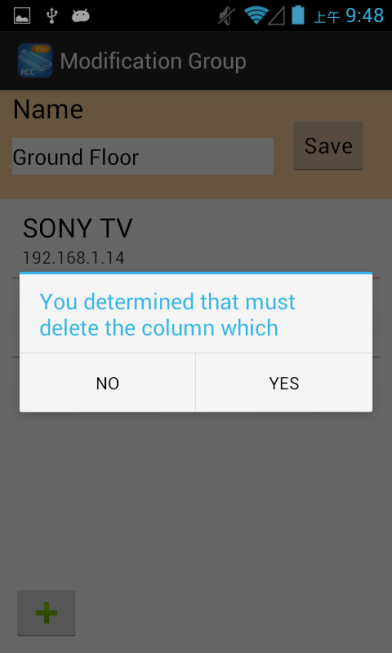 上午 9:48
RCC
Modification Group
Name
Ground Floor
Save
SONY TV
192.168.1.14
You determined that must
delete the column which
NO
YES